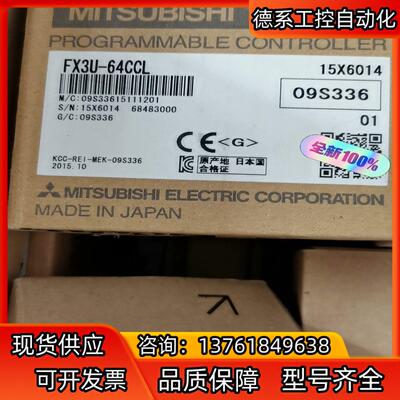 德系工控自动化
MITSUBISHI
PROGRAMMABLE CONTROLLER
FX3U-64CCL
15X6014
M/C:09S33615111201
S/N:15X6014 68483000
G/C:09S336
09S336
01
CE <G>
原产地 日本国
合格证
全新100%
KCC-REI-MEK-09S336
2015.10
MITSUBISHI ELECTRIC CORPORATION
MADE IN JAPAN
现货供应
咨询：13761849638
可开发票
品质保障
型号齐全